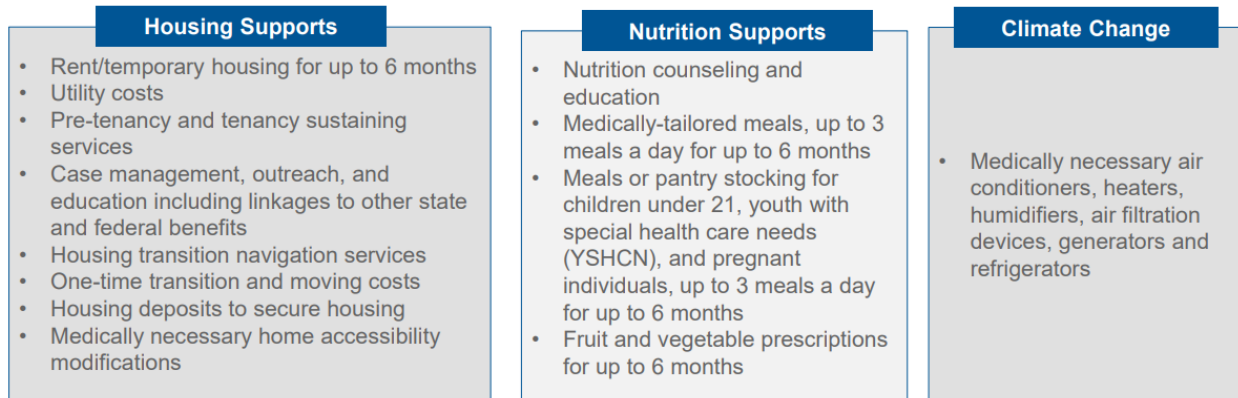 Housing Supports
• Rent/temporary housing for up to 6 months
• Utility costs
• Pre-tenancy and tenancy sustaining
services
• Case management, outreach, and
education including linkages to other state
and federal benefits
• Housing transition navigation services
• One-time transition and moving costs
• Housing deposits to secure housing
• Medically necessary home accessibility
modifications
Nutrition Supports
• Nutrition counseling and
education
• Medically-tailored meals, up to 3
meals a day for up to 6 months
• Meals or pantry stocking for
children under 21, youth with
special health care needs
(YSHCN), and pregnant
individuals, up to 3 meals a day
for up to 6 months
• Fruit and vegetable prescriptions
for up to 6 months
Climate Change
• Medically necessary air
conditioners, heaters,
humidifiers, air filtration
devices, generators and
refrigerators